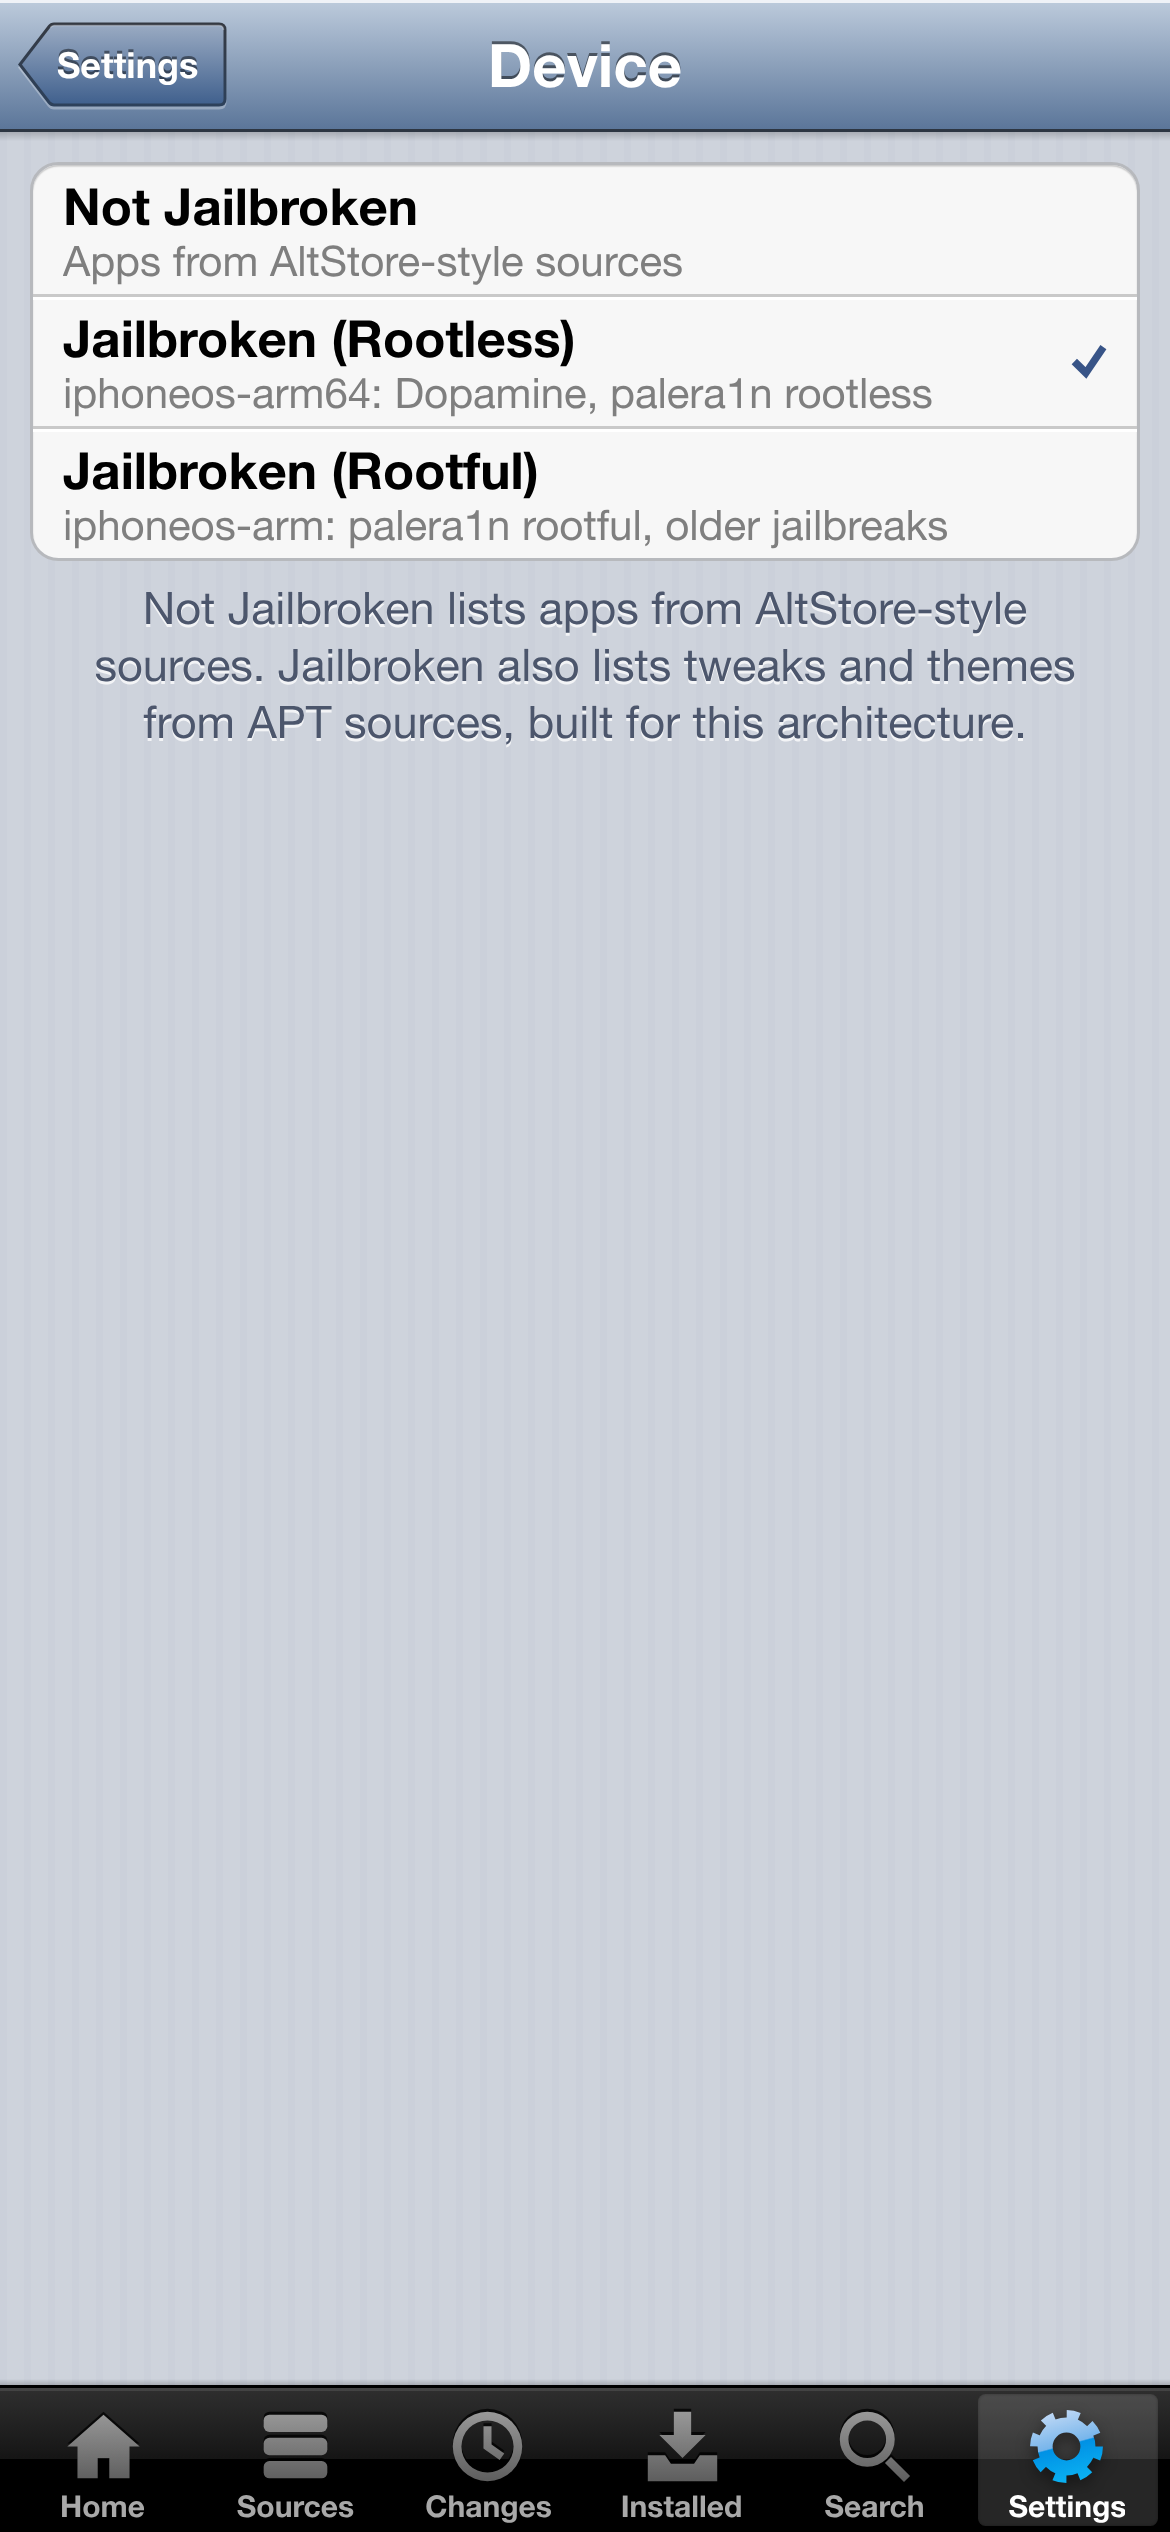 Settings
Device
Not Jailbroken
Apps from AltStore-style sources
Jailbroken (Rootless)
iphoneos-arm64: Dopamine, palera1n rootless
Jailbroken (Rootful)
iphoneos-arm: palera1n rootful, older jailbreaks
Not Jailbroken lists apps from AltStore-style
sources. Jailbroken also lists tweaks and themes
from APT sources, built for this architecture.
Home
Sources
Changes
Installed
Search
Settings